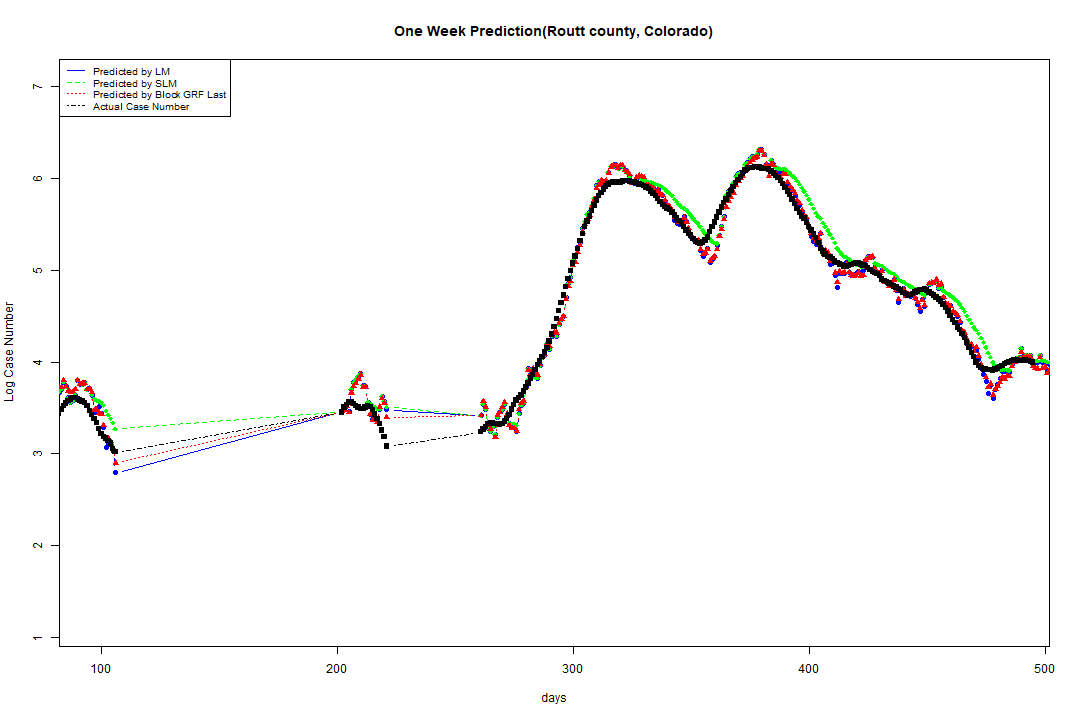 One Week Prediction(Routt county, Colorado)
Predicted by LM
Predicted by SLM
Predicted by Block GRF Last
Actual Case Number
7
6
5
4
3
2
1
Log Case Number
100 200 300 400 500
days